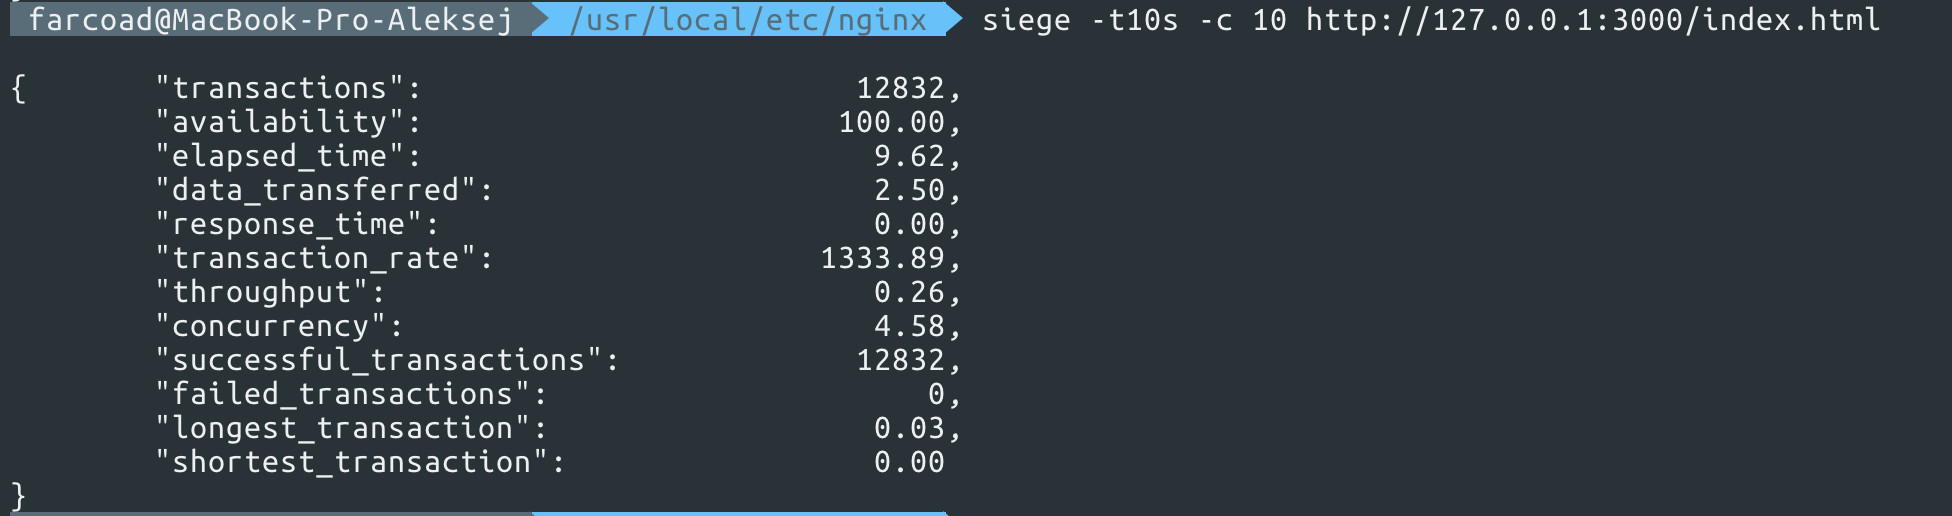 farcoad@MacBook-Pro-Aleksej /usr/local/etc/nginx siege -t10s -c 10 http://127.0.0.1:3000/index.html
{ "transactions": 12832,
"availability": 100.00,
"elapsed_time": 9.62,
"data_transferred": 2.50,
"response_time": 0.00,
"transaction_rate": 1333.89,
"throughput": 0.26,
"concurrency": 4.58,
"successful_transactions": 12832,
"failed_transactions": 0,
"longest_transaction": 0.03,
"shortest_transaction": 0.00
}